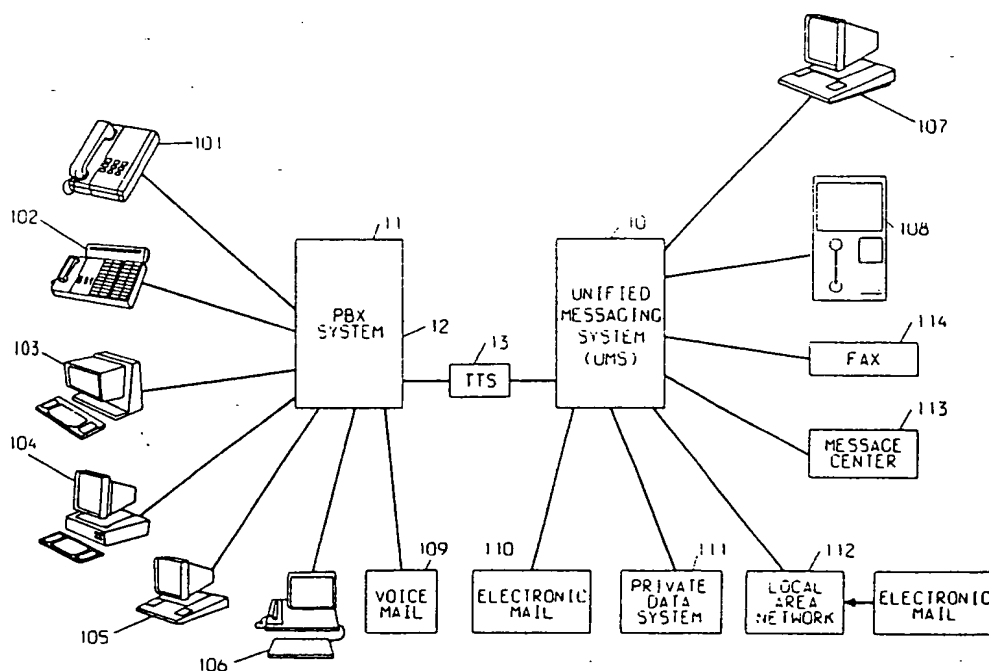 107
101
102
11
10
108
PBX
SYSTEM
UNIFIED
MESSAGING
SYSTEM
(UMS)
12
13
TTS
114
FAX
103
113
MESSAGE
CENTER
104
109
VOICE
MAIL
110
ELECTRONIC
MAIL
111
PRIVATE
DATA
SYSTEM
112
LOCAL
AREA
NETWORK
ELECTRONIC
MAIL
105
106